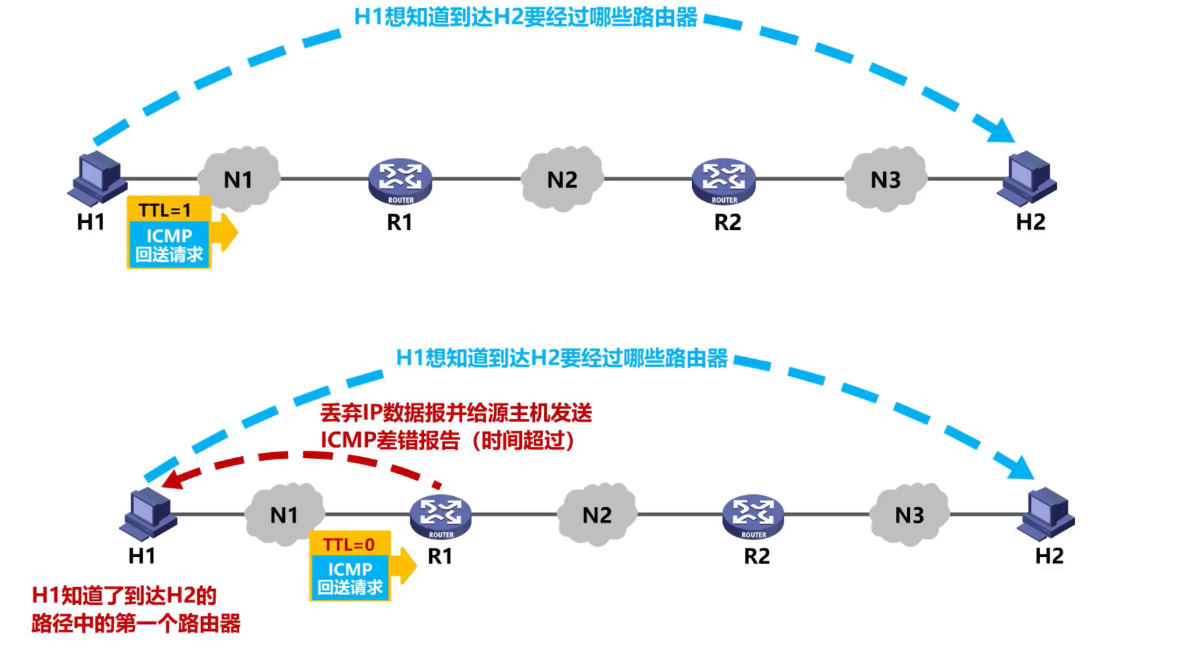 H1想知道到达H2要经过哪些路由器
N1
N2
N3
ROUTER
ROUTER
H1
TTL=1
R1
R2
H2
ICMP
回送请求
H1想知道到达H2要经过哪些路由器
丢弃IP数据报并给源主机发送
ICMP差错报告（时间超过）
N1
N2
N3
ROUTER
ROUTER
H1
TTL=0
R1
R2
H2
ICMP
回送请求
H1知道了到达H2的
路径中的第一个路由器